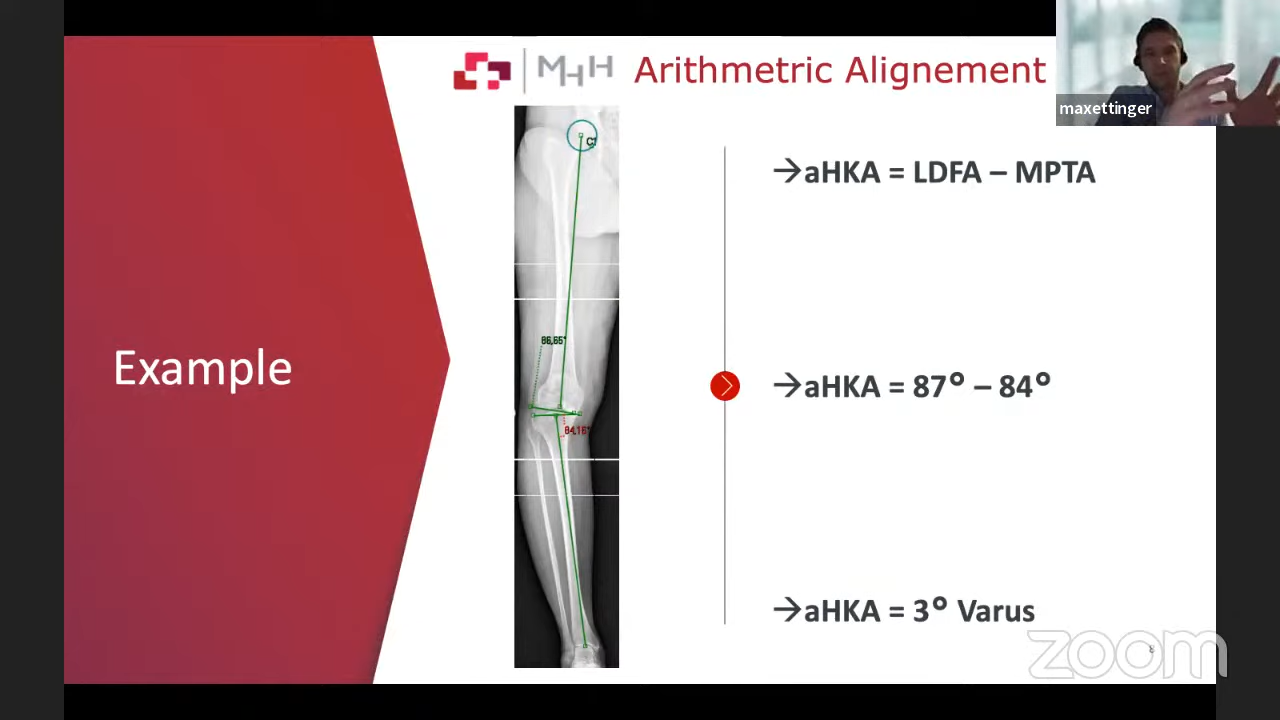 MHH
Arithmetric Alignement
maxettinger
→aHKA = LDFA – MPTA
Example
86,65°
84,16°
→aHKA = 87° – 84°
→aHKA = 3° Varus
zoom
8